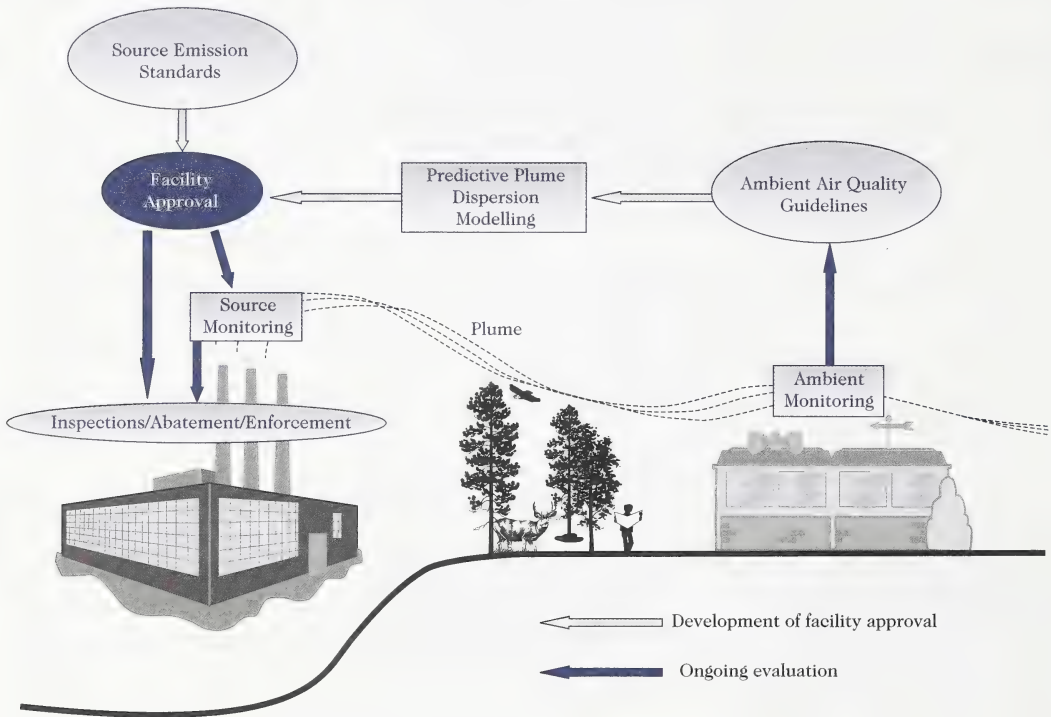 Source Emission
Standards
Facility
Approval
Predictive Plume
Dispersion
Modelling
Ambient Air Quality
Guidelines
Source
Monitoring
Plume
Ambient
Monitoring
Inspections/Abatement/Enforcement
Development of facility approval
Ongoing evaluation